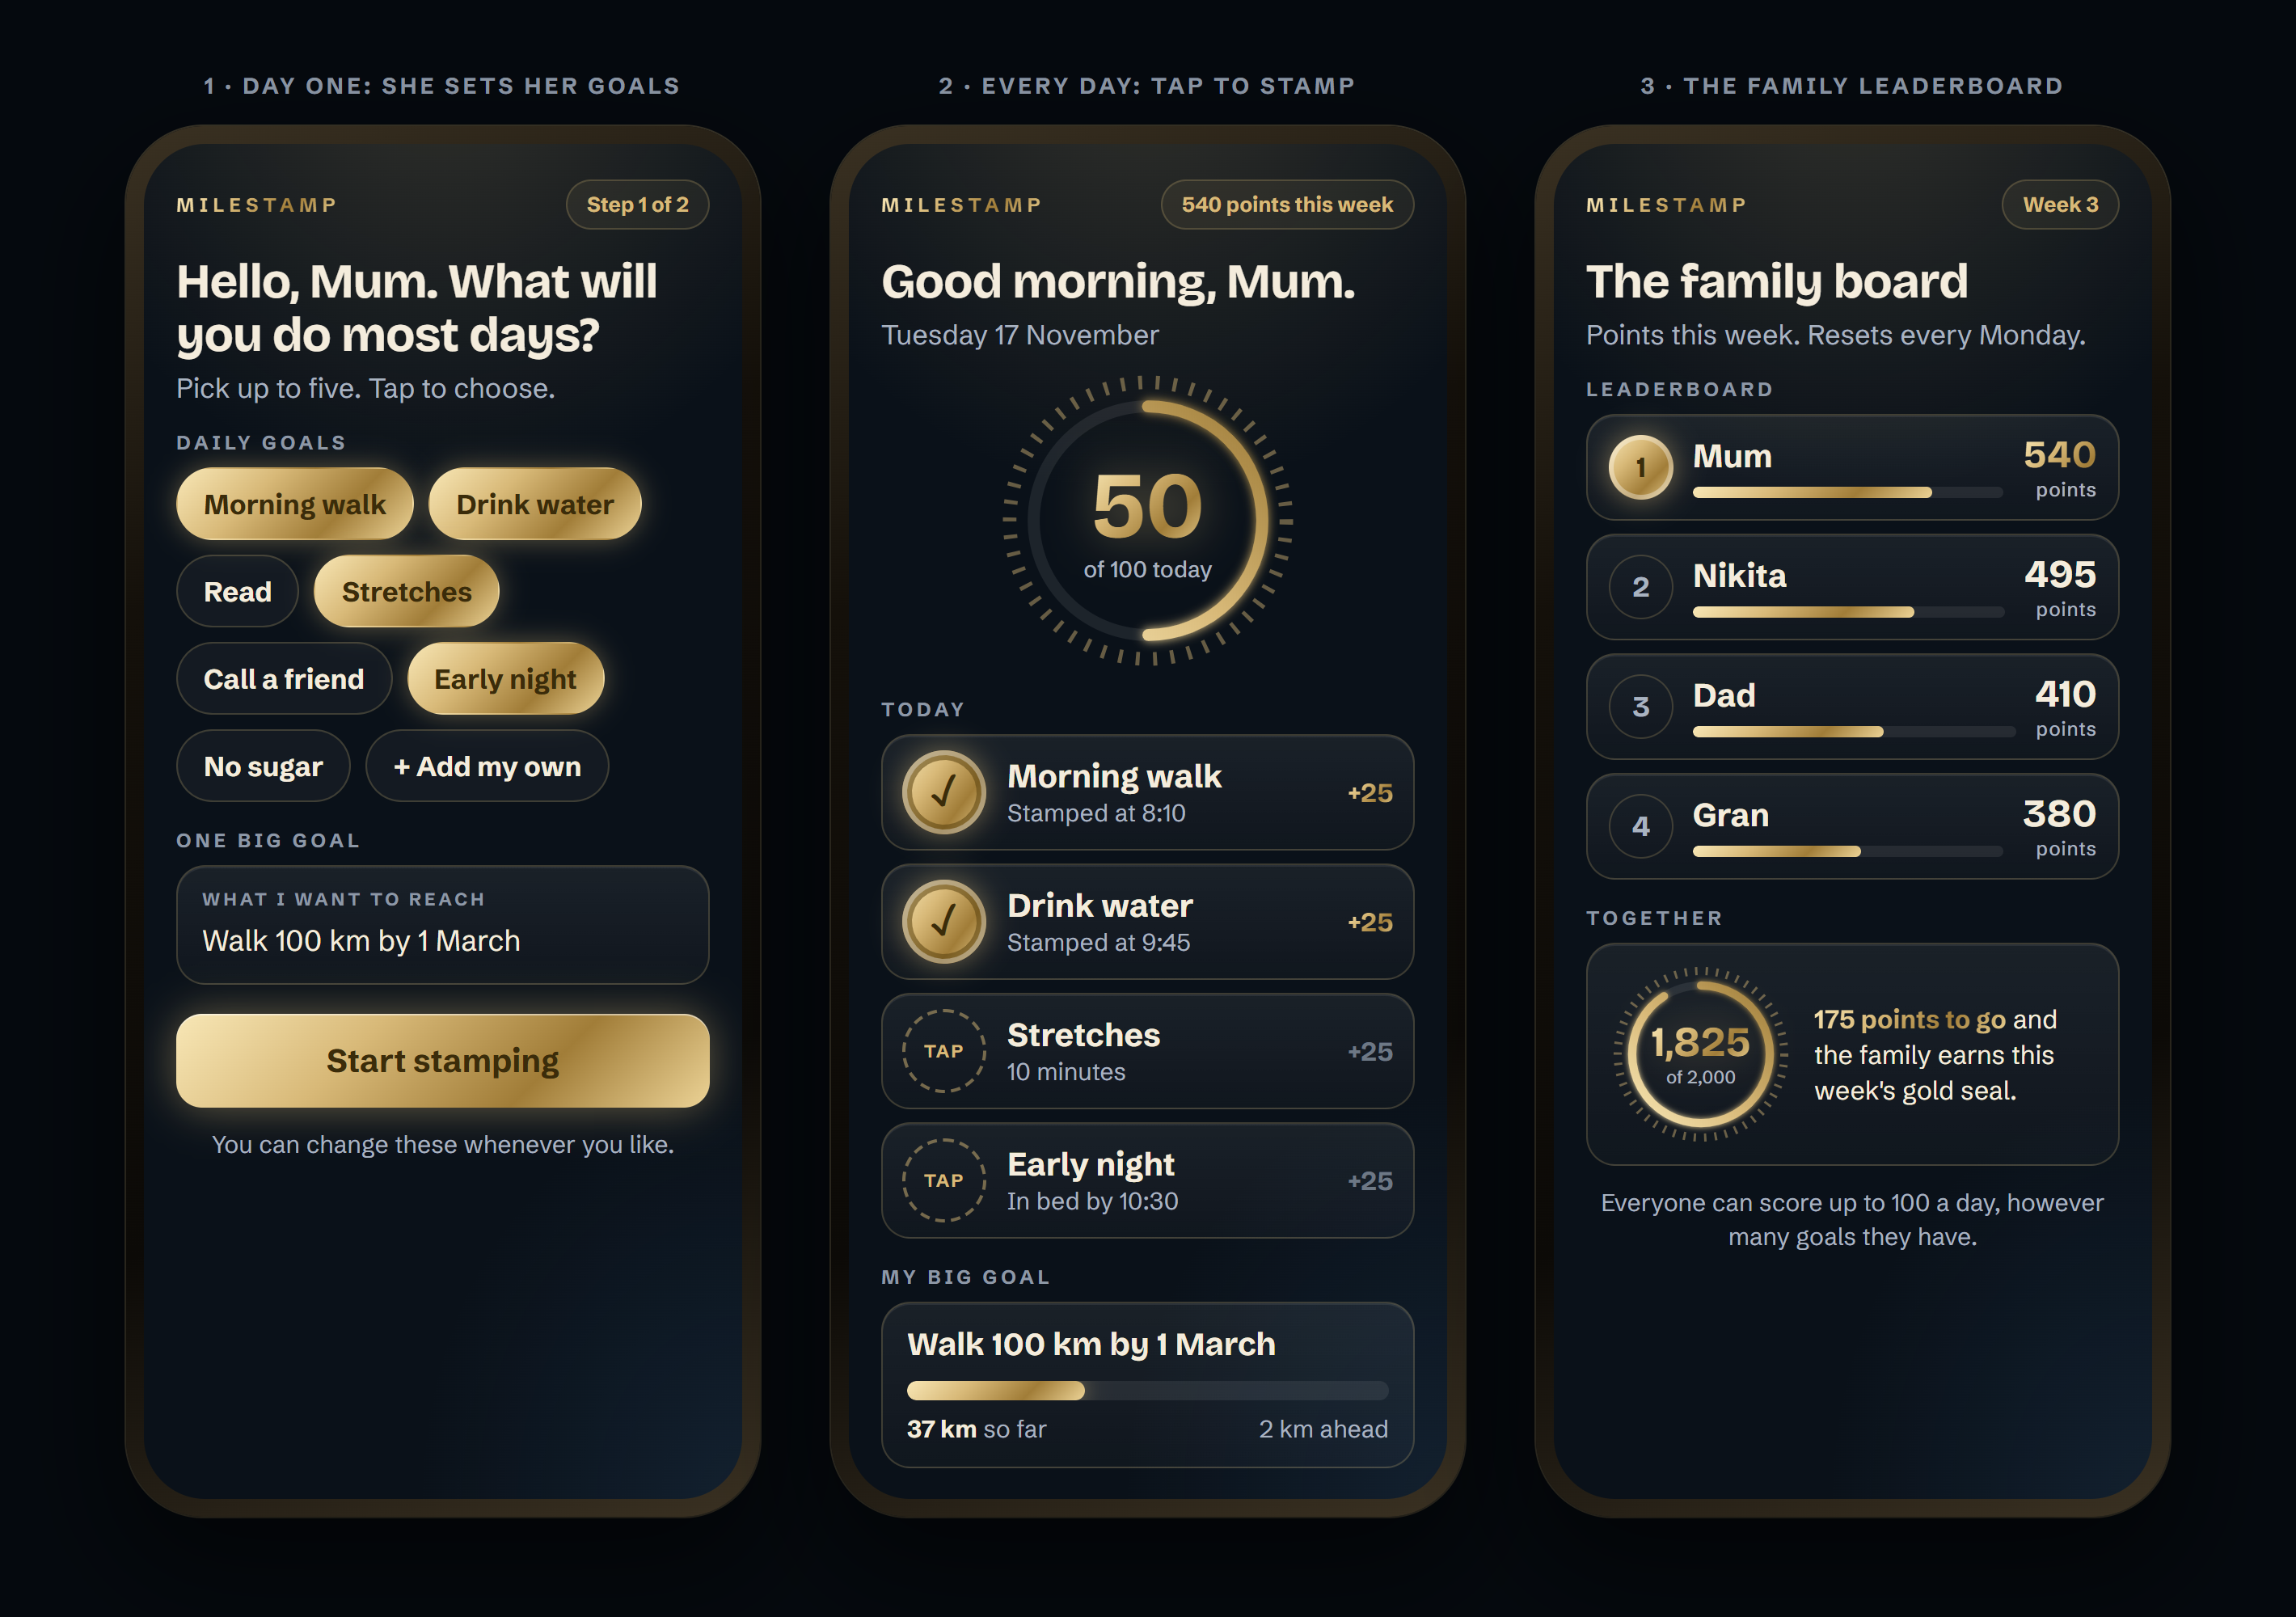 1 · DAY ONE: SHE SETS HER GOALS
MILESTAMP
Step 1 of 2
Hello, Mum. What will
you do most days?
Pick up to five. Tap to choose.
DAILY GOALS
Morning walk
Drink water
Read
Stretches
Call a friend
Early night
No sugar
+ Add my own
ONE BIG GOAL
WHAT I WANT TO REACH
Walk 100 km by 1 March
Start stamping
You can change these whenever you like.
2 · EVERY DAY: TAP TO STAMP
MILESTAMP
540 points this week
Good morning, Mum.
Tuesday 17 November
50
of 100 today
TODAY
Morning walk
Stamped at 8:10
+25
Drink water
Stamped at 9:45
+25
TAP
Stretches
10 minutes
+25
TAP
Early night
In bed by 10:30
+25
MY BIG GOAL
Walk 100 km by 1 March
37 km so far
2 km ahead
3 · THE FAMILY LEADERBOARD
MILESTAMP
Week 3
The family board
Points this week. Resets every Monday.
LEADERBOARD
1
Mum
540
points
2
Nikita
495
points
3
Dad
410
points
4
Gran
380
points
TOGETHER
1,825
of 2,000
175 points to go and
the family earns this
week's gold seal.
Everyone can score up to 100 a day, however
many goals they have.